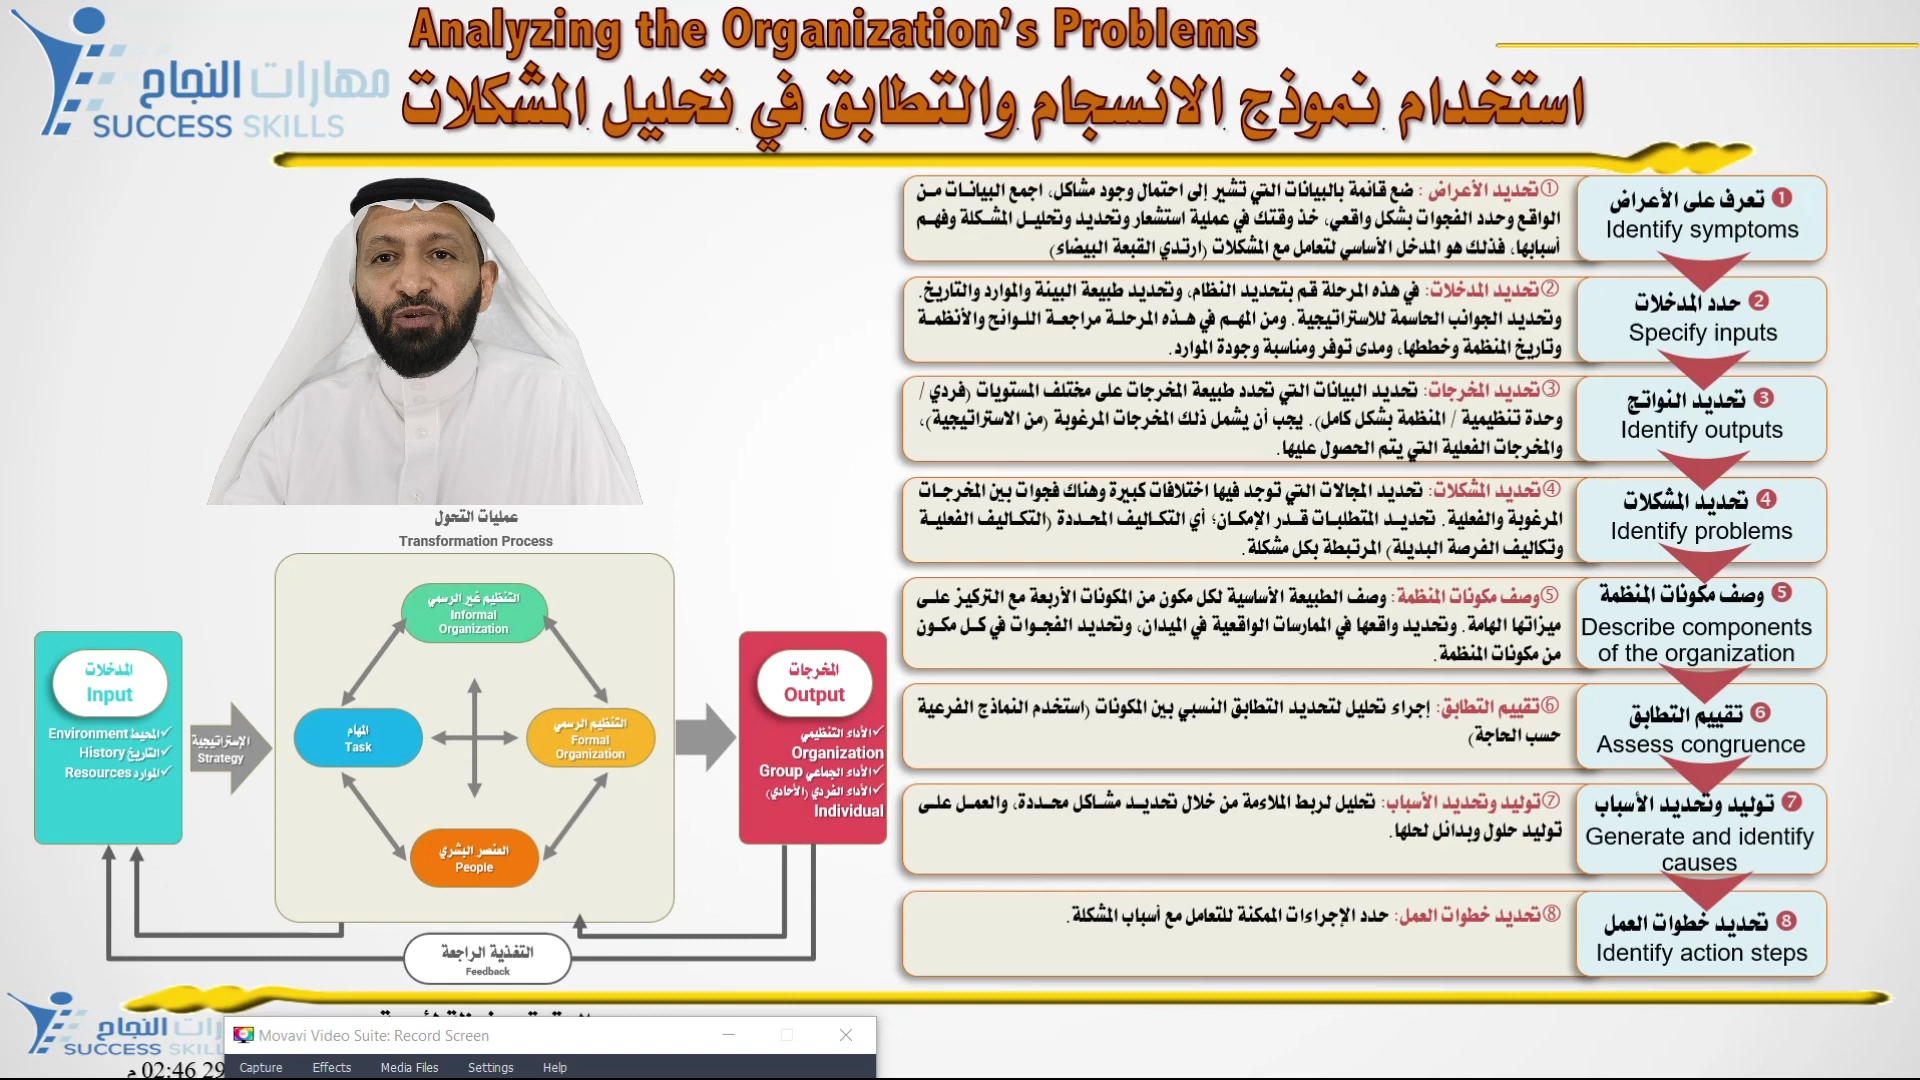 Analyzing the Organization's Problems
استخدام نموذج الانسجام والتطابق في تحليل المشكلات
مهارات النجاح
SUCCESS SKILLS
❶ تعرف على الأعراض
Identify symptoms
①تحديد الأعراض : ضع قائمة بالبيانات التي تشير إلى احتمال وجود مشاكل، اجمع البيانات من
الواقع وحدد الفجوات بشكل واقعي، خذ وقتك في عملية استشعار وتحديد وتحليل المشكلة وفهم
أسبابها، فذلك هو المدخل الأساسي لتعامل مع المشكلات (ارتدي القبعة البيضاء)
❷ حدد المدخلات
Specify inputs
②تحديد المدخلات: في هذه المرحلة قم بتحديد النظام، وتحديد طبيعة البيئة والموارد والتاريخ.
وتحديد الجوانب الحاسمة للاستراتيجية. ومن المهم في هذه المرحلة مراجعة اللوائح والأنظمة
وتاريخ المنظمة وخططها، ومدى توفر ومناسبة وجودة الموارد.
❸ تحديد النواتج
Identify outputs
③تحديد المخرجات: تحديد البيانات التي تحدد طبيعة المخرجات على مختلف المستويات (فردي /
وحدة تنظيمية / المنظمة بشكل كامل). يجب أن يشمل ذلك المخرجات المرغوبة (من الاستراتيجية)،
والمخرجات الفعلية التي يتم الحصول عليها.
❹ تحديد المشكلات
Identify problems
④تحديد المشكلات: تحديد المجالات التي توجد فيها اختلافات كبيرة وهناك فجوات بين المخرجات
المرغوبة والفعلية. تحديد المتطلبات قدر الإمكان؛ أي التكاليف المحددة (التكاليف الفعلية
وتكاليف الفرصة البديلة) المرتبطة بكل مشكلة.
❺ وصف مكونات المنظمة
Describe components
of the organization
⑤وصف مكونات المنظمة: وصف الطبيعة الأساسية لكل مكون من المكونات الأربعة مع التركيز على
ميزاتها الهامة. وتحديد واقعها في الممارسات الواقعية في الميدان، وتحديد الفجوات في كل مكون
من مكونات المنظمة.
❻ تقييم التطابق
Assess congruence
⑥تقييم التطابق: إجراء تحليل لتحديد التطابق النسبي بين المكونات (استخدم النماذج الفرعية
حسب الحاجة)
❼ توليد وتحديد الأسباب
Generate and identify
causes
⑦توليد وتحديد الأسباب: تحليل لربط الملاءمة من خلال تحديد مشاكل محددة، والعمل على
توليد حلول وبدائل لحلها.
❽ تحديد خطوات العمل
Identify action steps
⑧تحديد خطوات العمل: حدد الإجراءات الممكنة للتعامل مع أسباب المشكلة.
عمليات التحول
Transformation Process
التنظيم غير الرسمي
Informal
Organization
المهام
Task
التنظيم الرسمي
Formal
Organization
العنصر البشري
People
المدخلات
Input
✓المحيط Environment
✓التاريخ History
✓الموارد Resources
الإستراتيجية
Strategy
المخرجات
Output
✓الأداء التنظيمي
Organization
✓الأداء الجماعي Group
✓الأداء الفردي (الأحادي)
Individual
التغذية الراجعة
Feedback
النجاح
SUCCESS SKILL
02:46 29 م
Movavi Video Suite: Record Screen
Capture Effects Media Files Settings Help